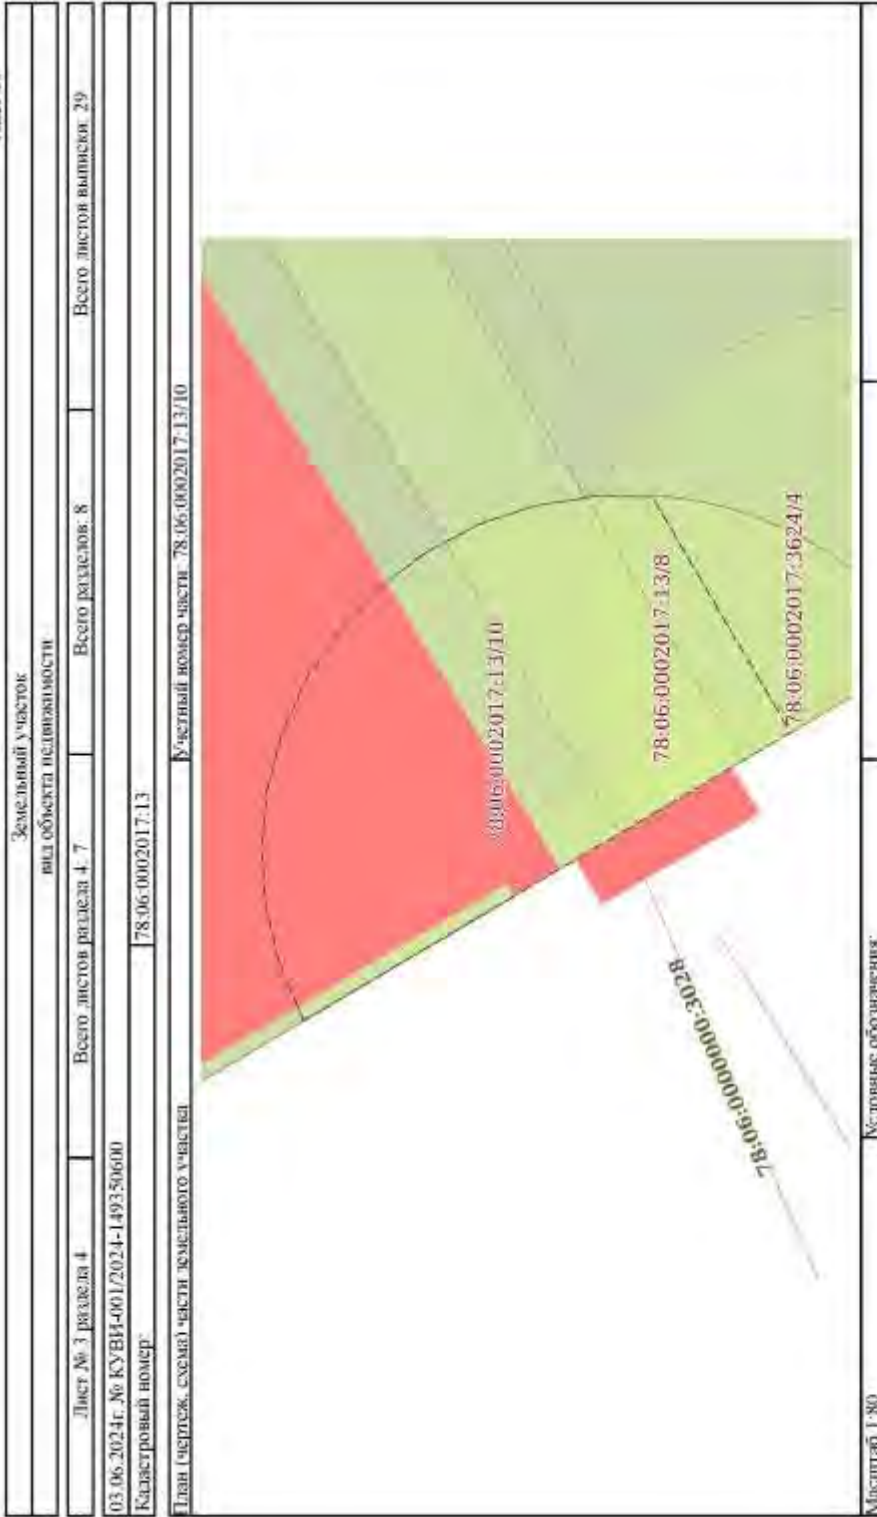 Земельный участок
вид объекта недвижимости
Лист № 3 раздела 4 Всего листов раздела 4: 7 Всего разделов: 8 Всего листов выписки: 29
03.06.2024г. № КУВИ-001/2024-149350600
Кадастровый номер: 78:06:0002017:13
План (чертеж, схема) части земельного участка Учетный номер части: 78:06:0002017:13/10
78:06:0002017:13/10
78:06:0002017:13/8
78:06:0002017:3624/4
78:06:0000000:3028
Масштаб 1:80 Условные обозначения: